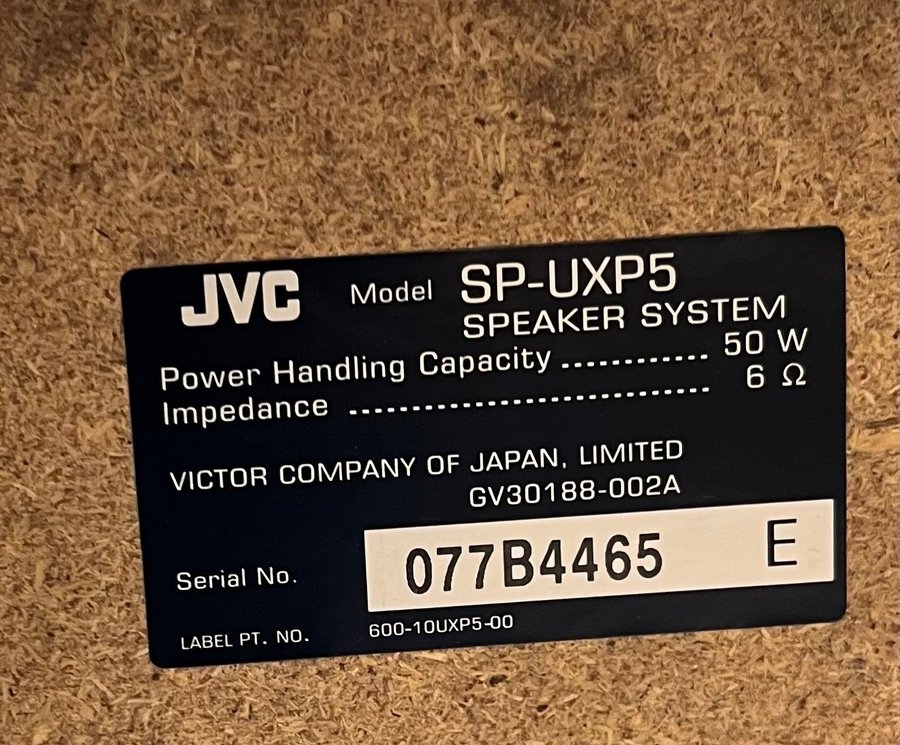 JVC Model SP-UXP5
SPEAKER SYSTEM
Power Handling Capacity ............ 50 W
Impedance ............................. 6 Ω
VICTOR COMPANY OF JAPAN, LIMITED
GV30188-002A
Serial No. 077B4465 E
LABEL PT. NO. 600-10UXP5-00